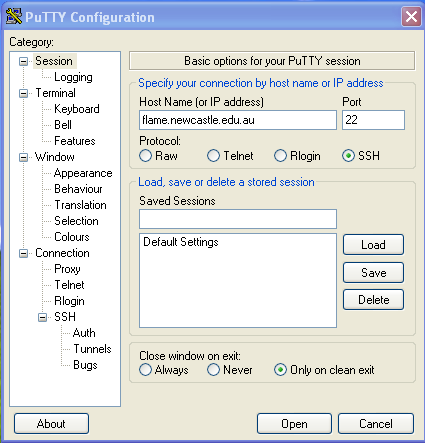 PuTTY Configuration
Category:
Session
Logging
Terminal
Keyboard
Bell
Features
Window
Appearance
Behaviour
Translation
Selection
Colours
Connection
Proxy
Telnet
Rlogin
SSH
Auth
Tunnels
Bugs
Basic options for your PuTTY session
Specify your connection by host name or IP address
Host Name (or IP address) Port
flame.newcastle.edu.au 22
Protocol:
Raw Telnet Rlogin SSH
Load, save or delete a stored session
Saved Sessions
Default Settings
Load
Save
Delete
Close window on exit:
Always Never Only on clean exit
About Open Cancel